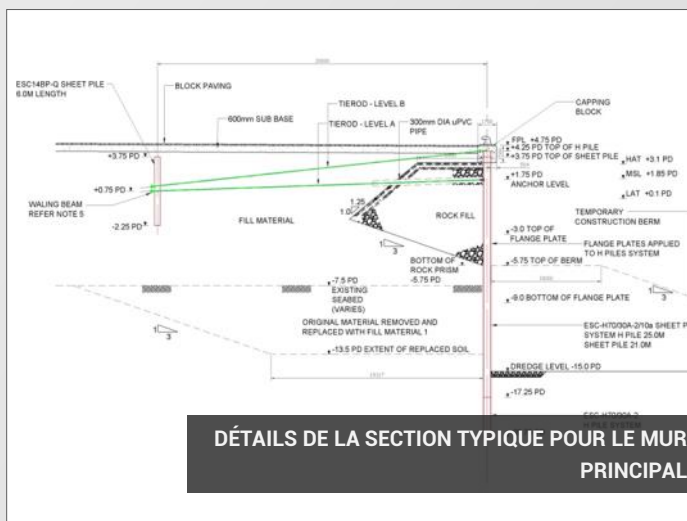 ESC14BP-Q SHEET PILE
6.0M LENGTH
BLOCK PAVING
600mm SUB BASE
TIEROD - LEVEL B
TIEROD - LEVEL A
300mm DIA uPVC
PIPE
CAPPING
BLOCK
FPL +4.75 PD
+4.25 PD TOP OF H PILE
+3.75 PD TOP OF SHEET PILE
HAT +3.1 PD
MSL +1.85 PD
LAT +0.1 PD
+3.75 PD
+0.75 PD
WALING BEAM
REFER NOTE 5
-2.25 PD
FILL MATERIAL
1.25
1.0
ROCK FILL
1
3
+1.75 PD
ANCHOR LEVEL
TEMPORARY
CONSTRUCTION BERM
-3.0 TOP OF
FLANGE PLATE
FLANGE PLATES APPLIED
TO H PILES SYSTEM
BOTTOM OF
ROCK PRISM
-5.75 PD
-5.75 TOP OF BERM
1
3
-7.5 PD
EXISTING
SEABED
(VARIES)
-9.0 BOTTOM OF FLANGE PLATE
ORIGINAL MATERIAL REMOVED AND
REPLACED WITH FILL MATERIAL 1
1
3
-13.5 PD EXTENT OF REPLACED SOIL
ESC-H70/30A-2/10a SHEET P
SYSTEM H PILE 25.0M
SHEET PILE 21.0M
DREDGE LEVEL -15.0 PD
-17.25 PD
DÉTAILS DE LA SECTION TYPIQUE POUR LE MUR
PRINCIPAL